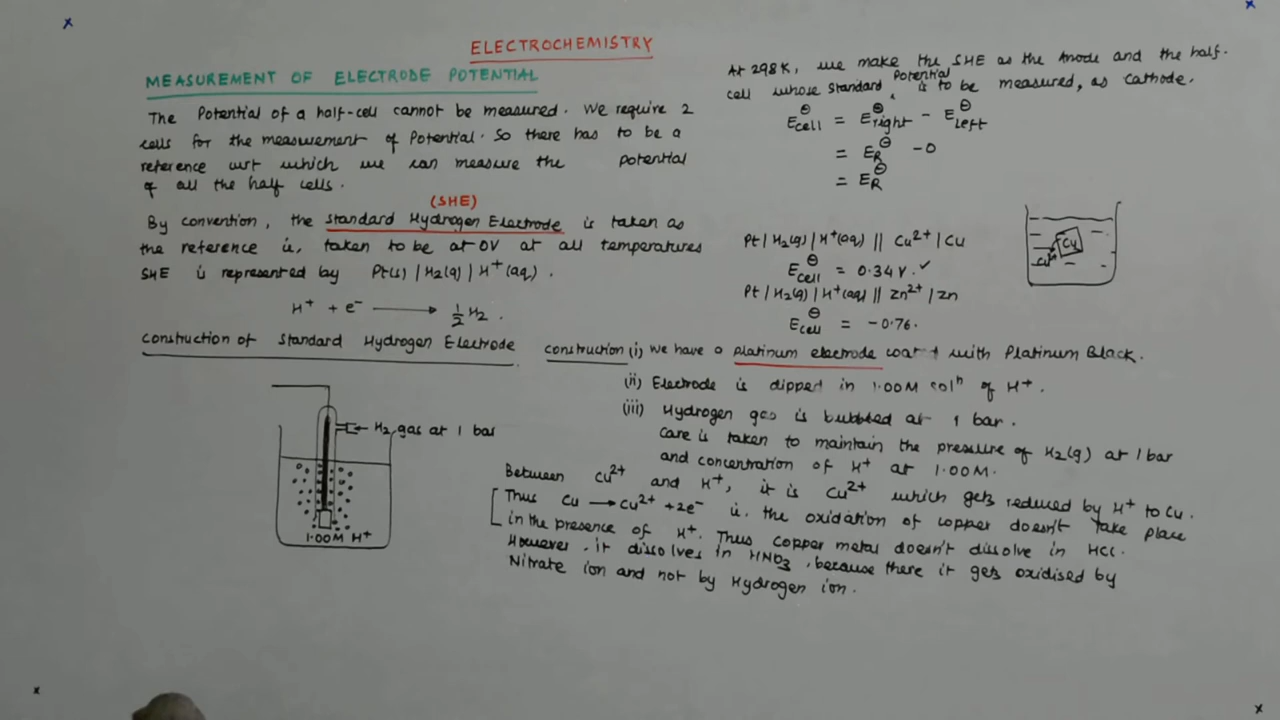 ELECTROCHEMISTRY
MEASUREMENT OF ELECTRODE POTENTIAL
The Potential of a half-cell cannot be measured. We require 2
cells for the measurement of Potential. So there has to be a
reference wrt which we can measure the potential
of all the half cells.
(SHE)
By convention, the Standard Hydrogen Electrode is taken as
the reference i, taken to be at 0V at all temperatures
SHE is represented by Pt(s) | H2(g) | H+(aq).
H+ + e- ⟶ 1/2 H2.
Construction of Standard Hydrogen Electrode
H2 gas at 1 bar
1.00M H+
At 298K, we make the SHE as the Anode and the half-
cell whose standard potential is to be measured, as cathode.
E⊖cell = E⊖right - E⊖Left
= ER⊖ - 0
= ER⊖
Pt | H2(g) | H+(aq) || Cu2+ | Cu
E⊖cell = 0.34V. ✓
Pt | H2(g) | H+(aq) || Zn2+ | Zn
E⊖cell = -0.76.
Cu
Construction (i) We have a platinum electrode with Platinum Black.
(ii) Electrode is dipped in 1.00M solⁿ of H+.
(iii) Hydrogen gas is bubbled at 1 bar.
Care is taken to maintain the pressure of H2(g) at 1 bar
and concentration of H+ at 1.00M.
Between Cu2+ and H+, it is Cu2+ which gets reduced by H+ to Cu.
Thus Cu ⟶ Cu2+ + 2e- i. the oxidation of copper doesn't take place
in the presence of H+. Thus copper metal doesn't dissolve in HCl.
However, it dissolves in HNO3, because there it gets oxidised by
Nitrate ion and not by Hydrogen ion.